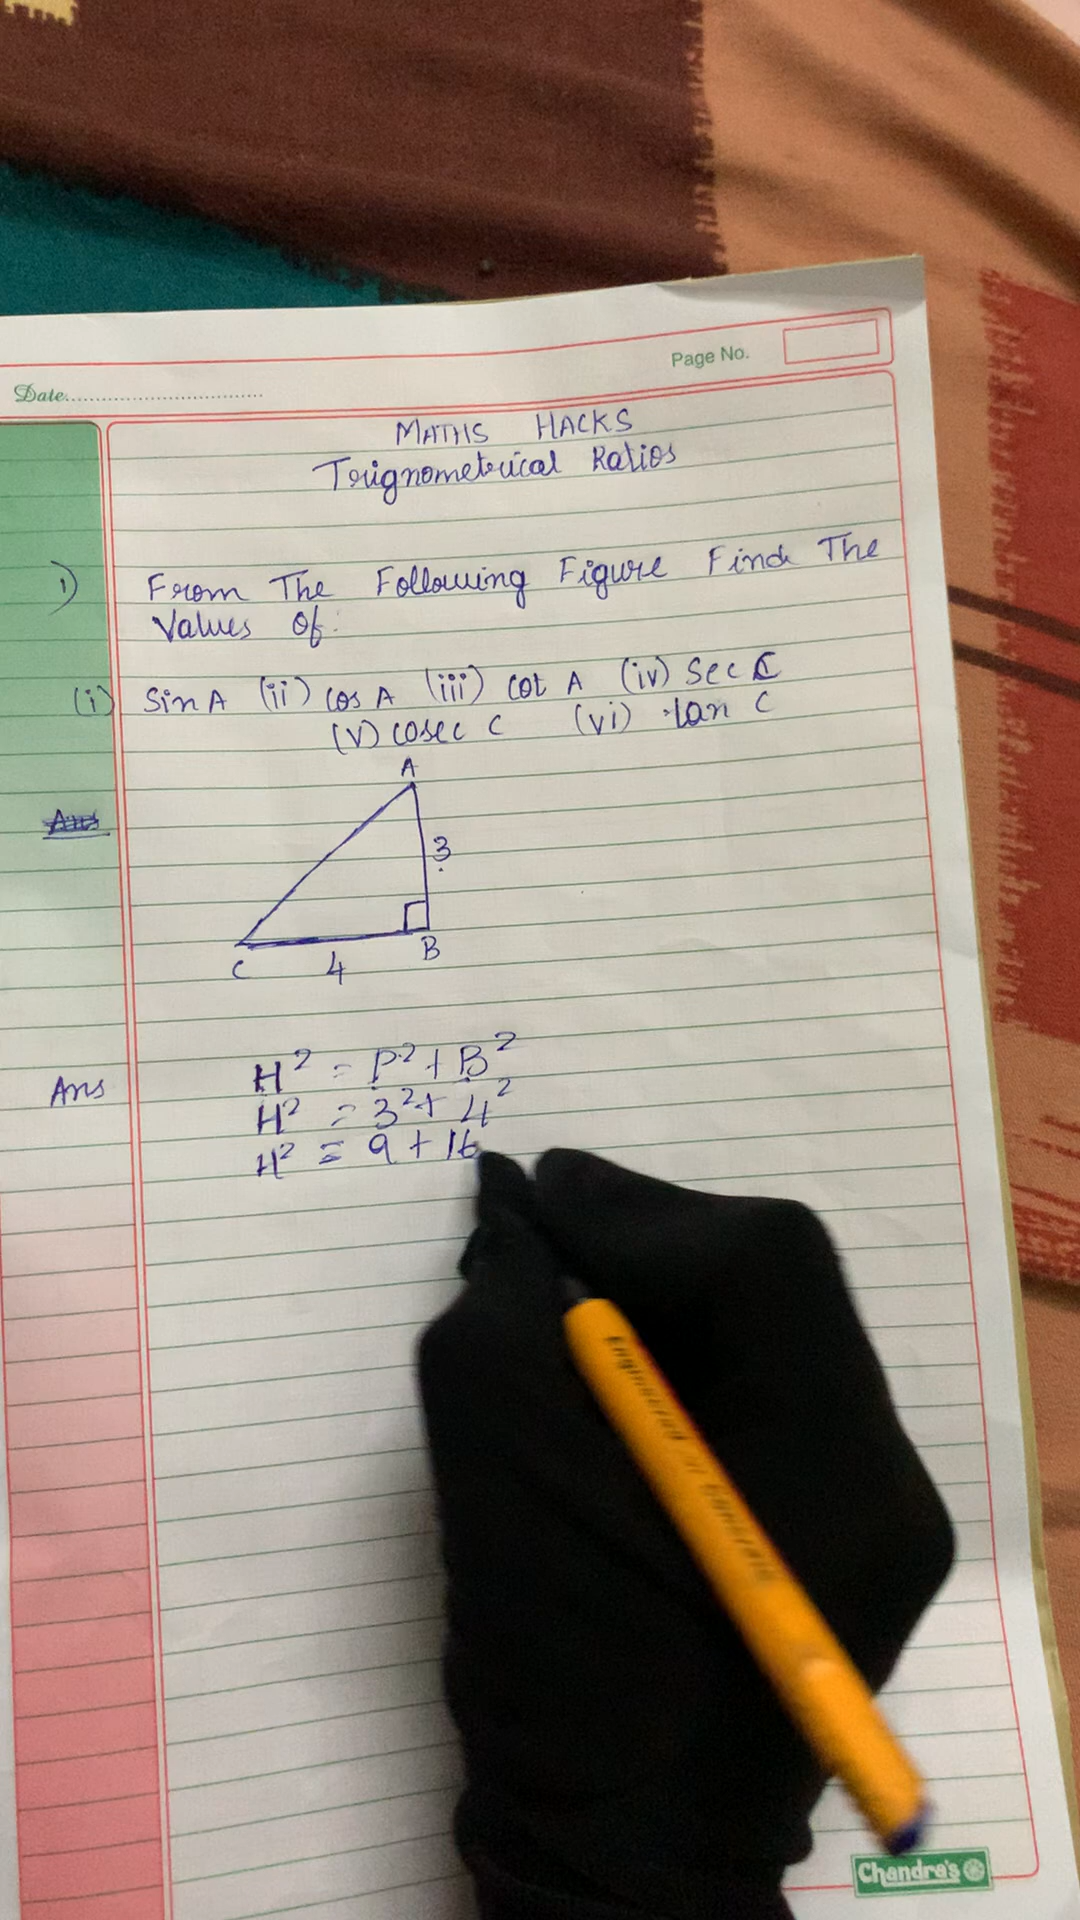 Page No.
Date
MATHS HACKS
Trignometrical Ratios
1) From The Following Figure Find The
Values Of:
(i) Sin A (ii) cos A (iii) cot A (iv) Sec C
(v) cosec C (vi) tan C
A
3
B
C
4
Ans
H² = P² + B²
H² = 3² + 4²
H² = 9 + 16
Chandra's